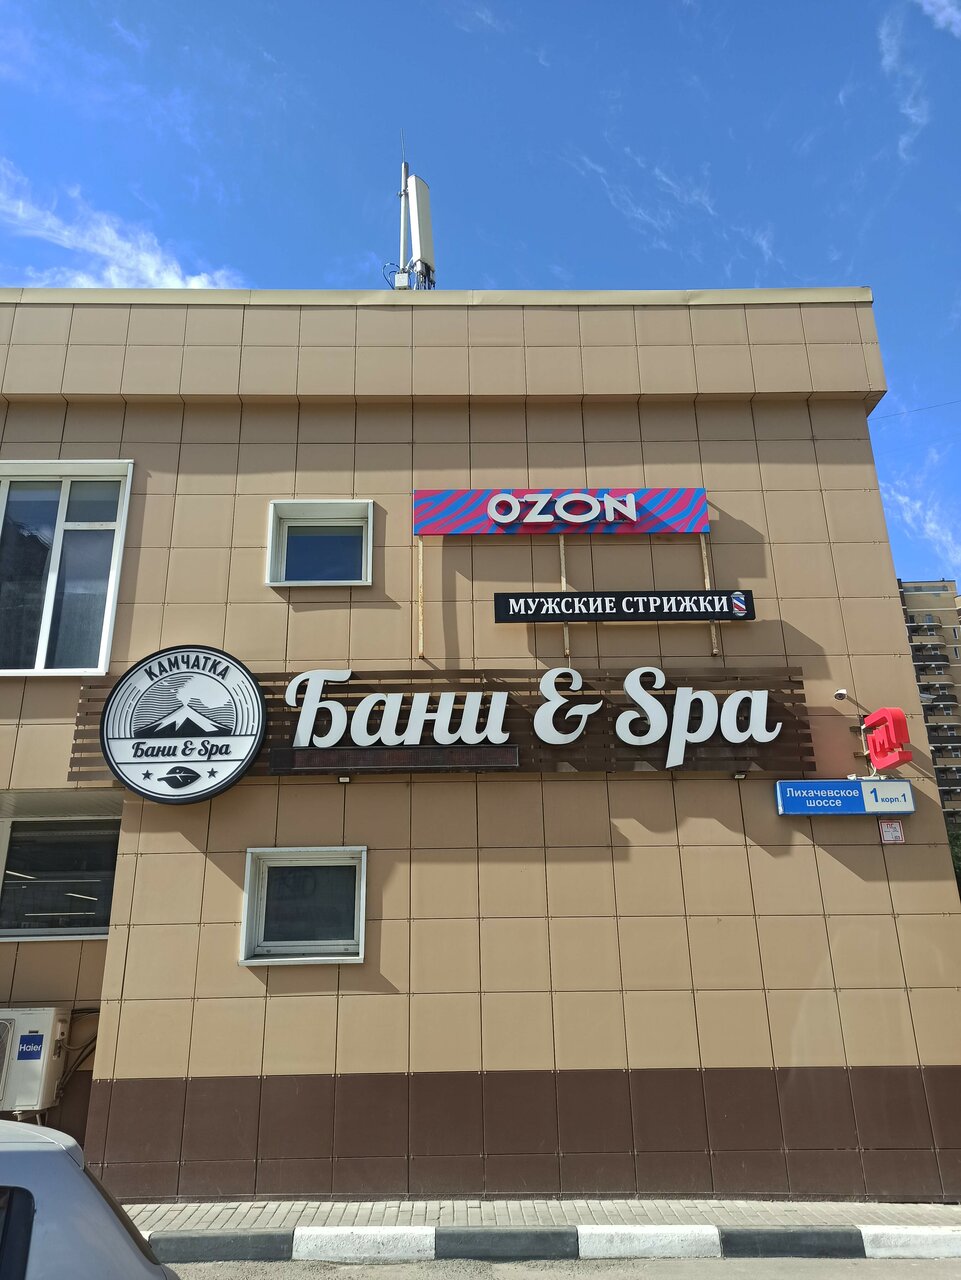 OZON
МУЖСКИЕ СТРИЖКИ
КАМЧАТКА
Бани & Spa
Бани & Spa
Лихачевское
шоссе
1 корп.1
Haier